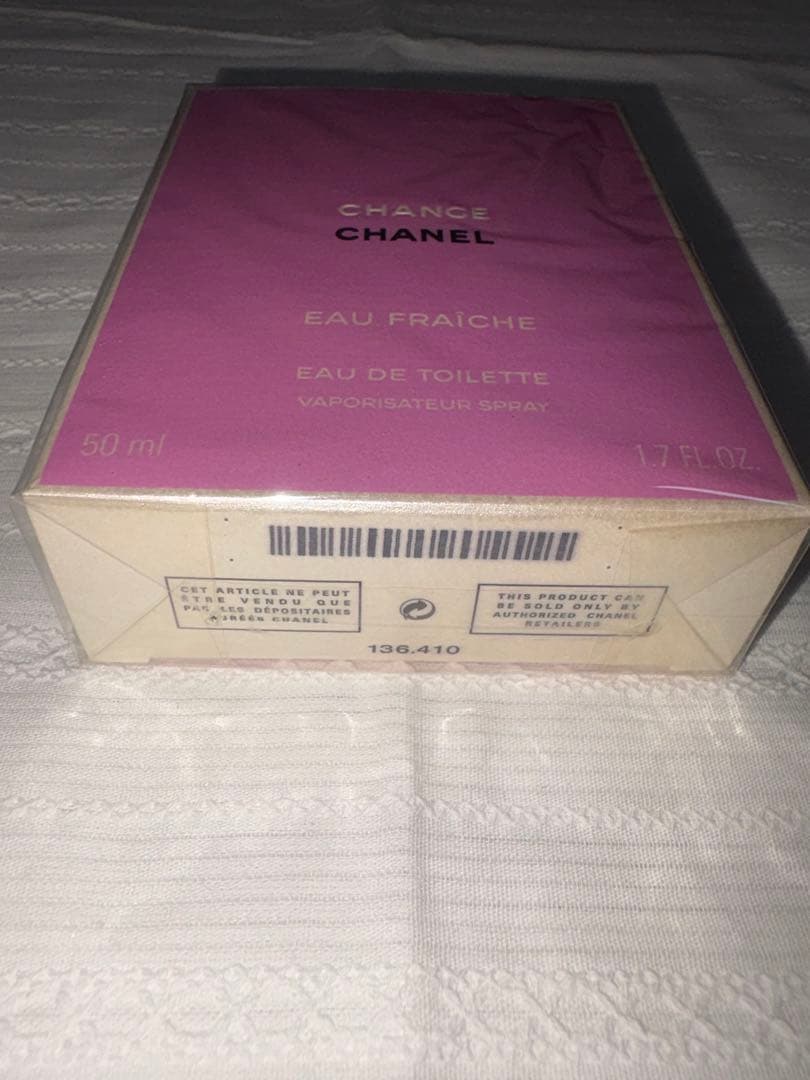 CHANCE
CHANEL
EAU FRAÎCHE
EAU DE TOILETTE
VAPORISATEUR SPRAY
50 ml
1.7 FL.OZ.
CET ARTICLE NE PEUT
ÊTRE VENDU QUE
PAR LES DÉPOSITAIRES
AGRÉÉS CHANEL
THIS PRODUCT CAN
BE SOLD ONLY BY
AUTHORIZED CHANEL
RETAILERS
136.410